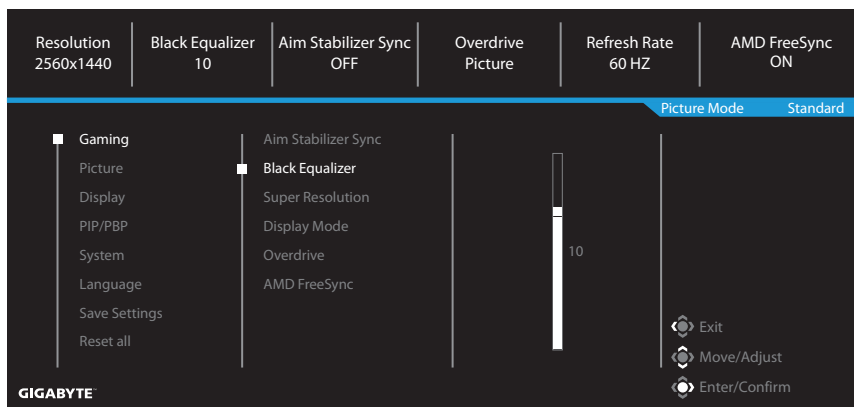 Resolution
2560x1440
Black Equalizer
10
Aim Stabilizer Sync
OFF
Overdrive
Picture
Refresh Rate
60 HZ
AMD FreeSync
ON
Picture Mode Standard
Gaming
Picture
Display
PIP/PBP
System
Language
Save Settings
Reset all
Aim Stabilizer Sync
Black Equalizer
Super Resolution
Display Mode
Overdrive
AMD FreeSync
10
Exit
Move/Adjust
Enter/Confirm
GIGABYTE™